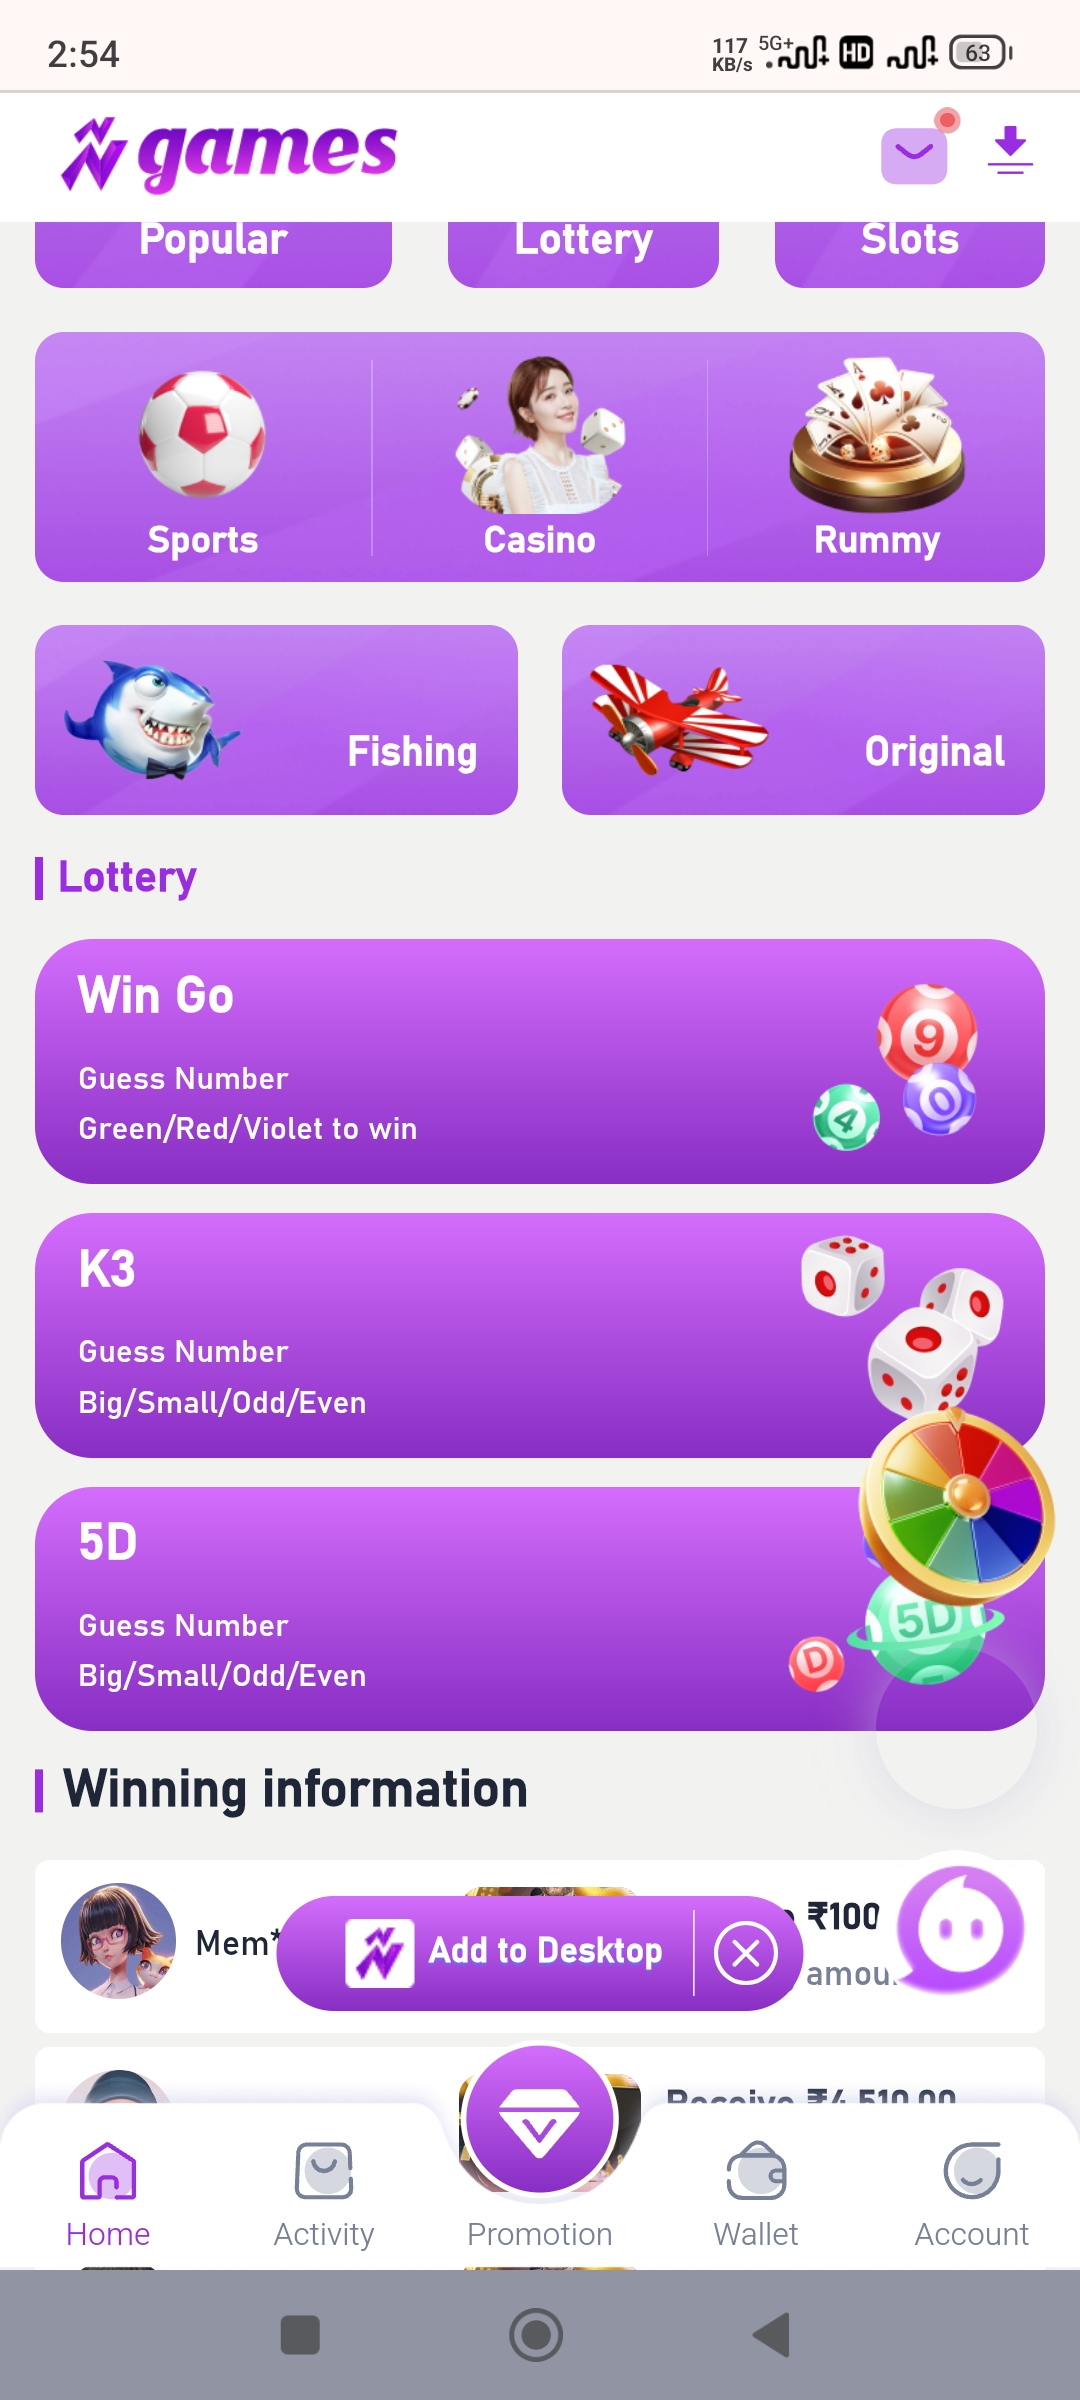 2:54
117 KB/s 5G+ HD 63
games
Popular Lottery Slots
Sports Casino Rummy
Fishing Original
Lottery
Win Go
Guess Number
Green/Red/Violet to win
9
4 0
K3
Guess Number
Big/Small/Odd/Even
5D
Guess Number
Big/Small/Odd/Even
5D
D
Winning information
Mem* ₹100
Add to Desktop
Receive ₹4,510.00
Home Activity Promotion Wallet Account